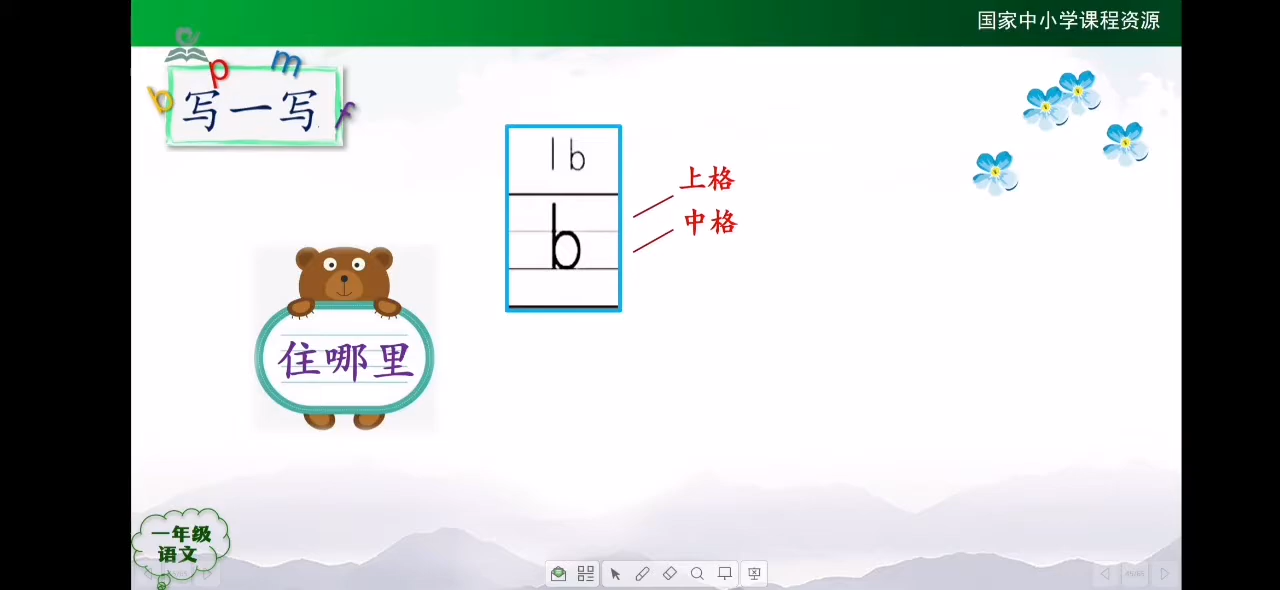 国家中小学课程资源
b p m f
写一写
l b
b
上格
中格
住哪里
一年级
语文